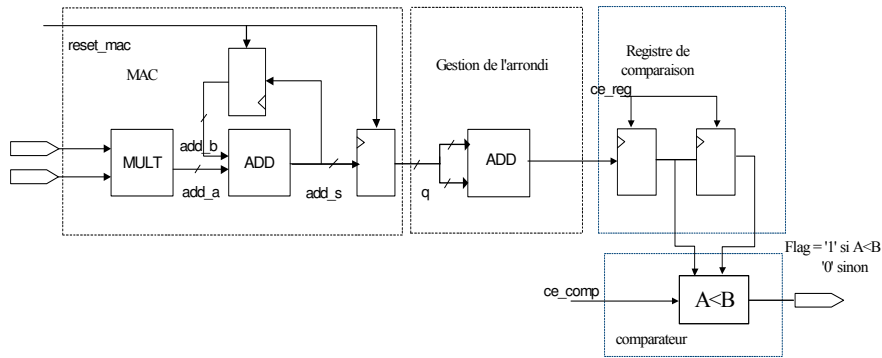 reset_mac
MAC
Gestion de l'arrondi
Registre de
comparaison
ce_reg
MULT
add_b
ADD
add_a
add_s
q
ADD
Flag = '1' si A<B
'0' sinon
ce_comp
A<B
comparateur